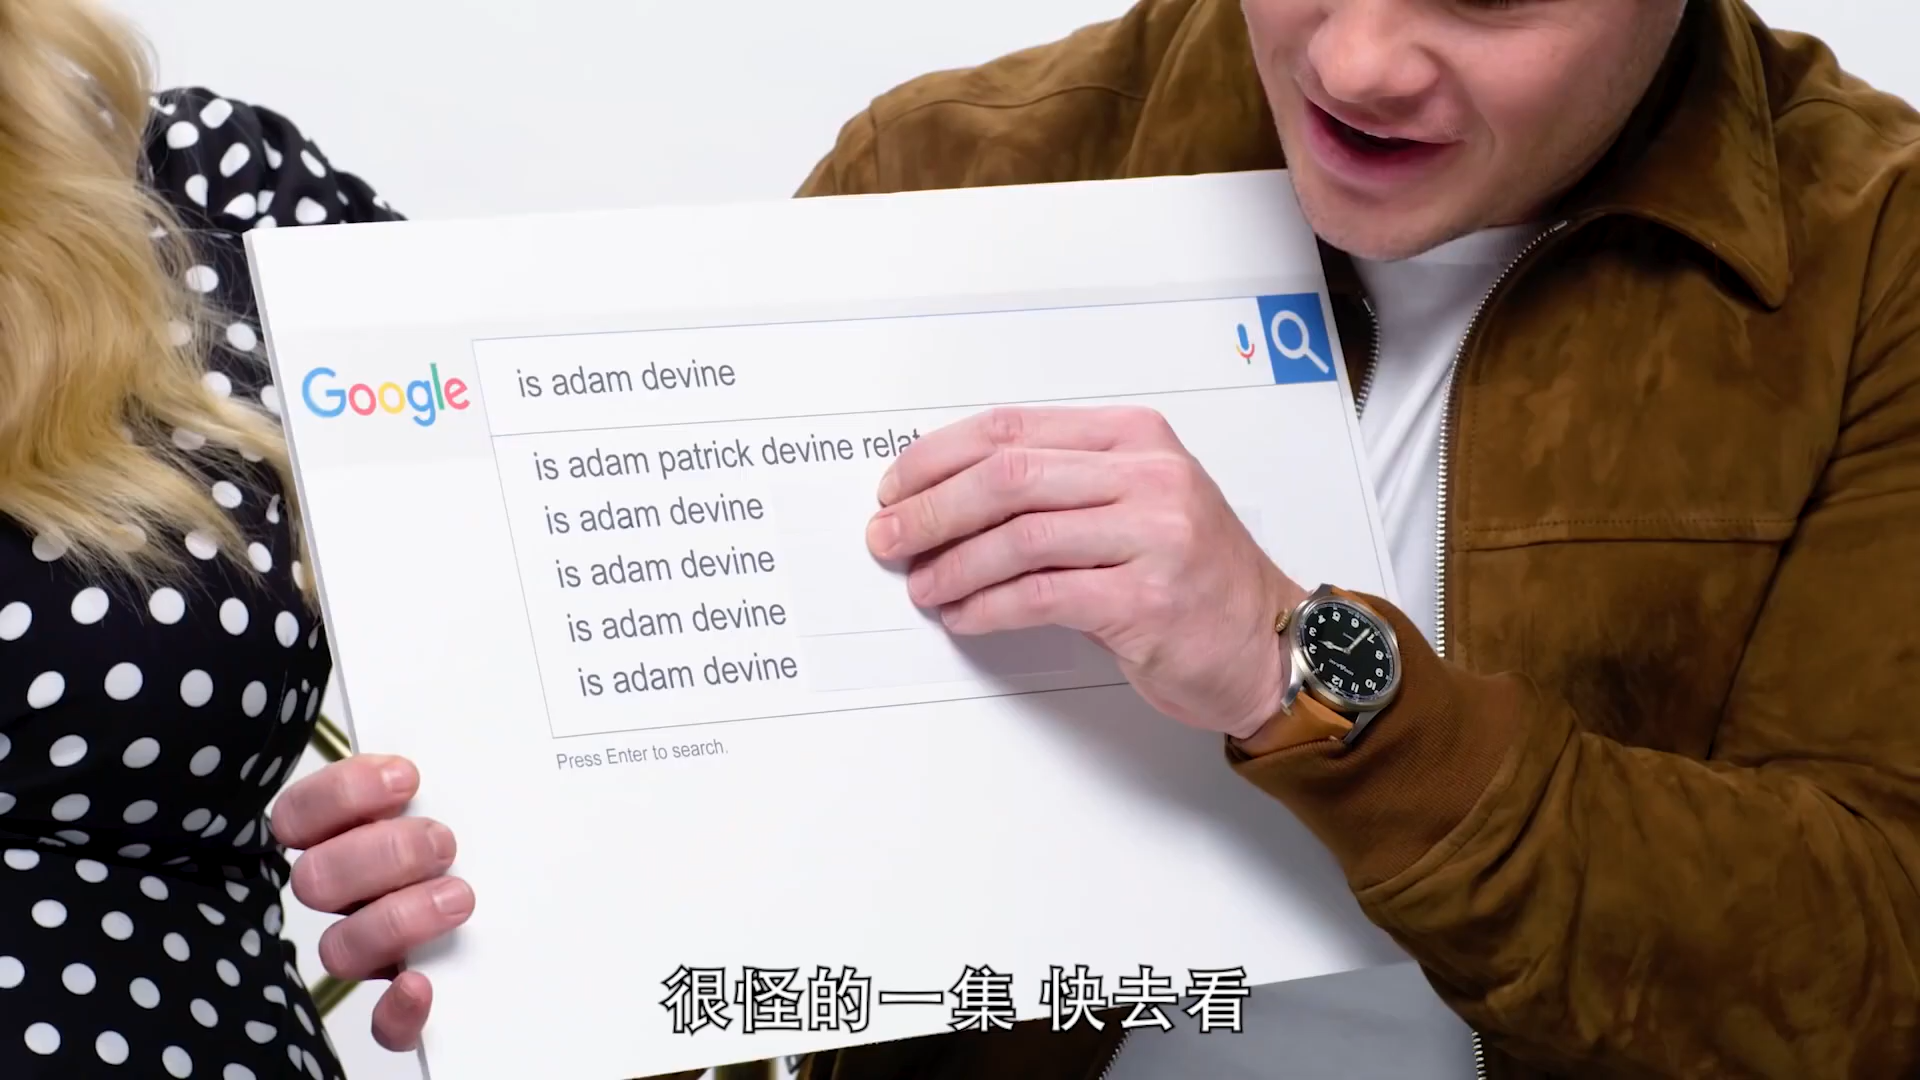 Google
is adam devine
is adam patrick devine relat
is adam devine
is adam devine
is adam devine
is adam devine
Press Enter to search.
很怪的一集 快去看